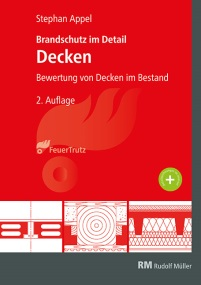 Stephan Appel
Brandschutz im Detail
Decken
Bewertung von Decken im Bestand
2. Auflage
FeuerTrutz
+
RM Rudolf Müller